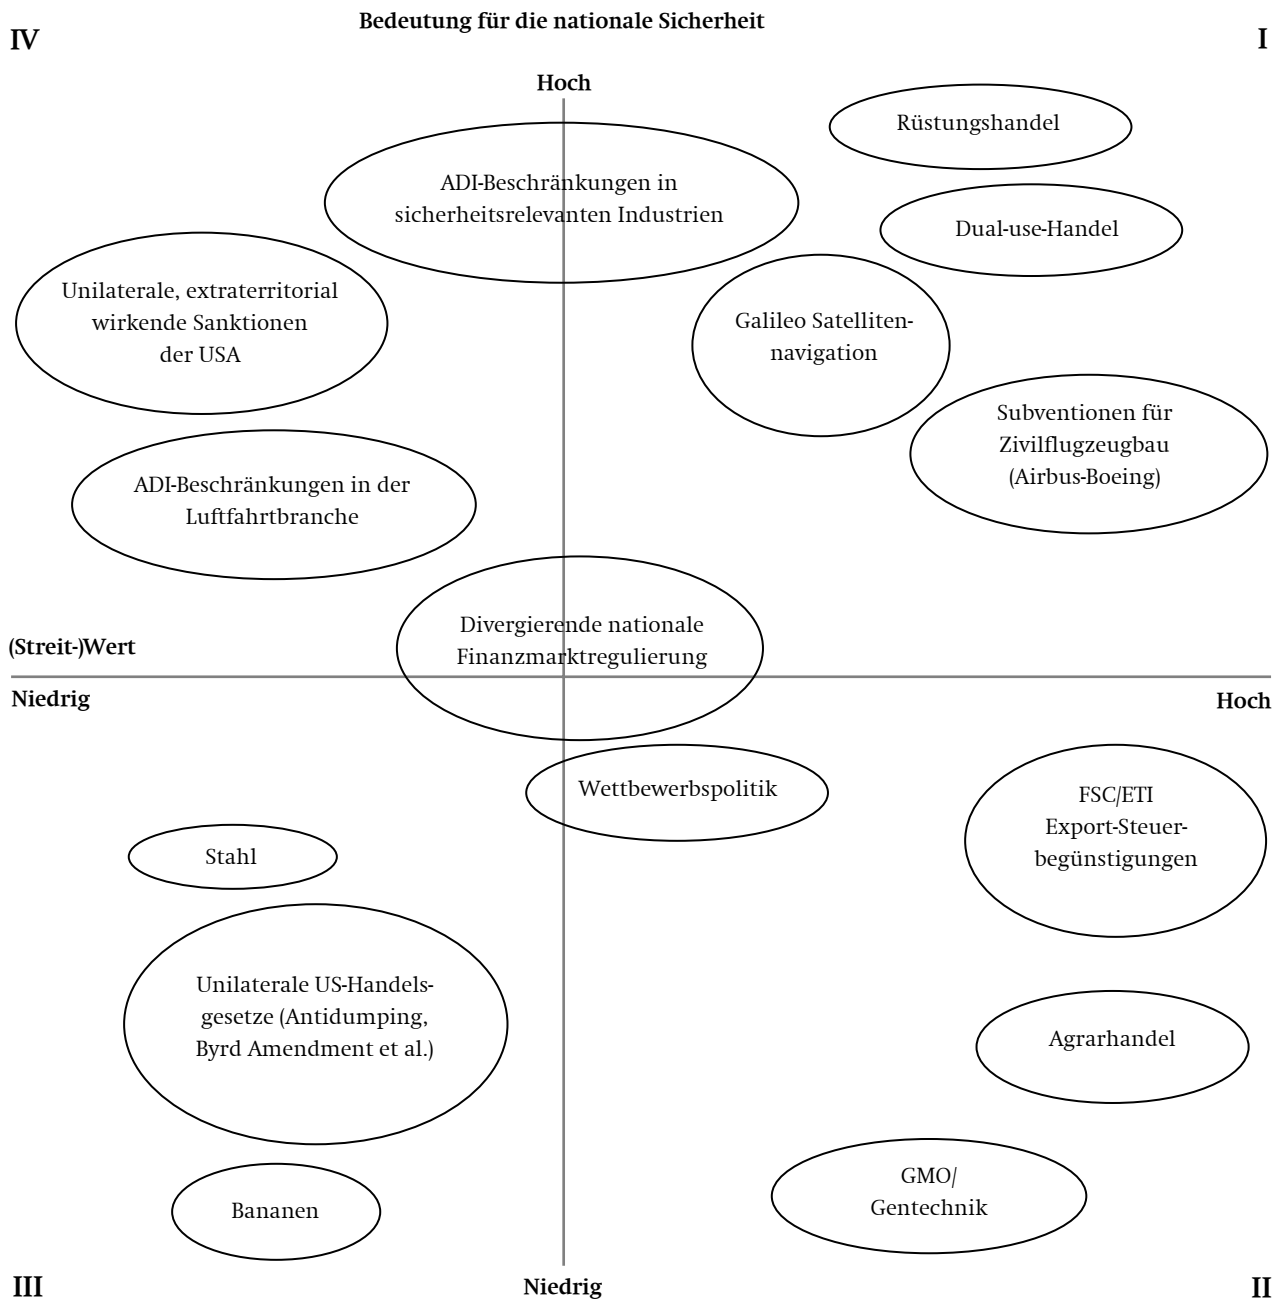 Bedeutung für die nationale Sicherheit
IV
I
Hoch
Rüstungshandel
ADI-Beschränkungen in
sicherheitsrelevanten Industrien
Dual-use-Handel
Unilaterale, extraterritorial
wirkende Sanktionen
der USA
Galileo Satelliten-
navigation
Subventionen für
Zivilflugzeugbau
(Airbus-Boeing)
ADI-Beschränkungen in der
Luftfahrtbranche
Divergierende nationale
Finanzmarktregulierung
(Streit-)Wert
Niedrig
Hoch
Wettbewerbspolitik
FSC/ETI
Export-Steuer-
begünstigungen
Stahl
Unilaterale US-Handels-
gesetze (Antidumping,
Byrd Amendment et al.)
Agrarhandel
GMO/
Gentechnik
Bananen
III
Niedrig
II